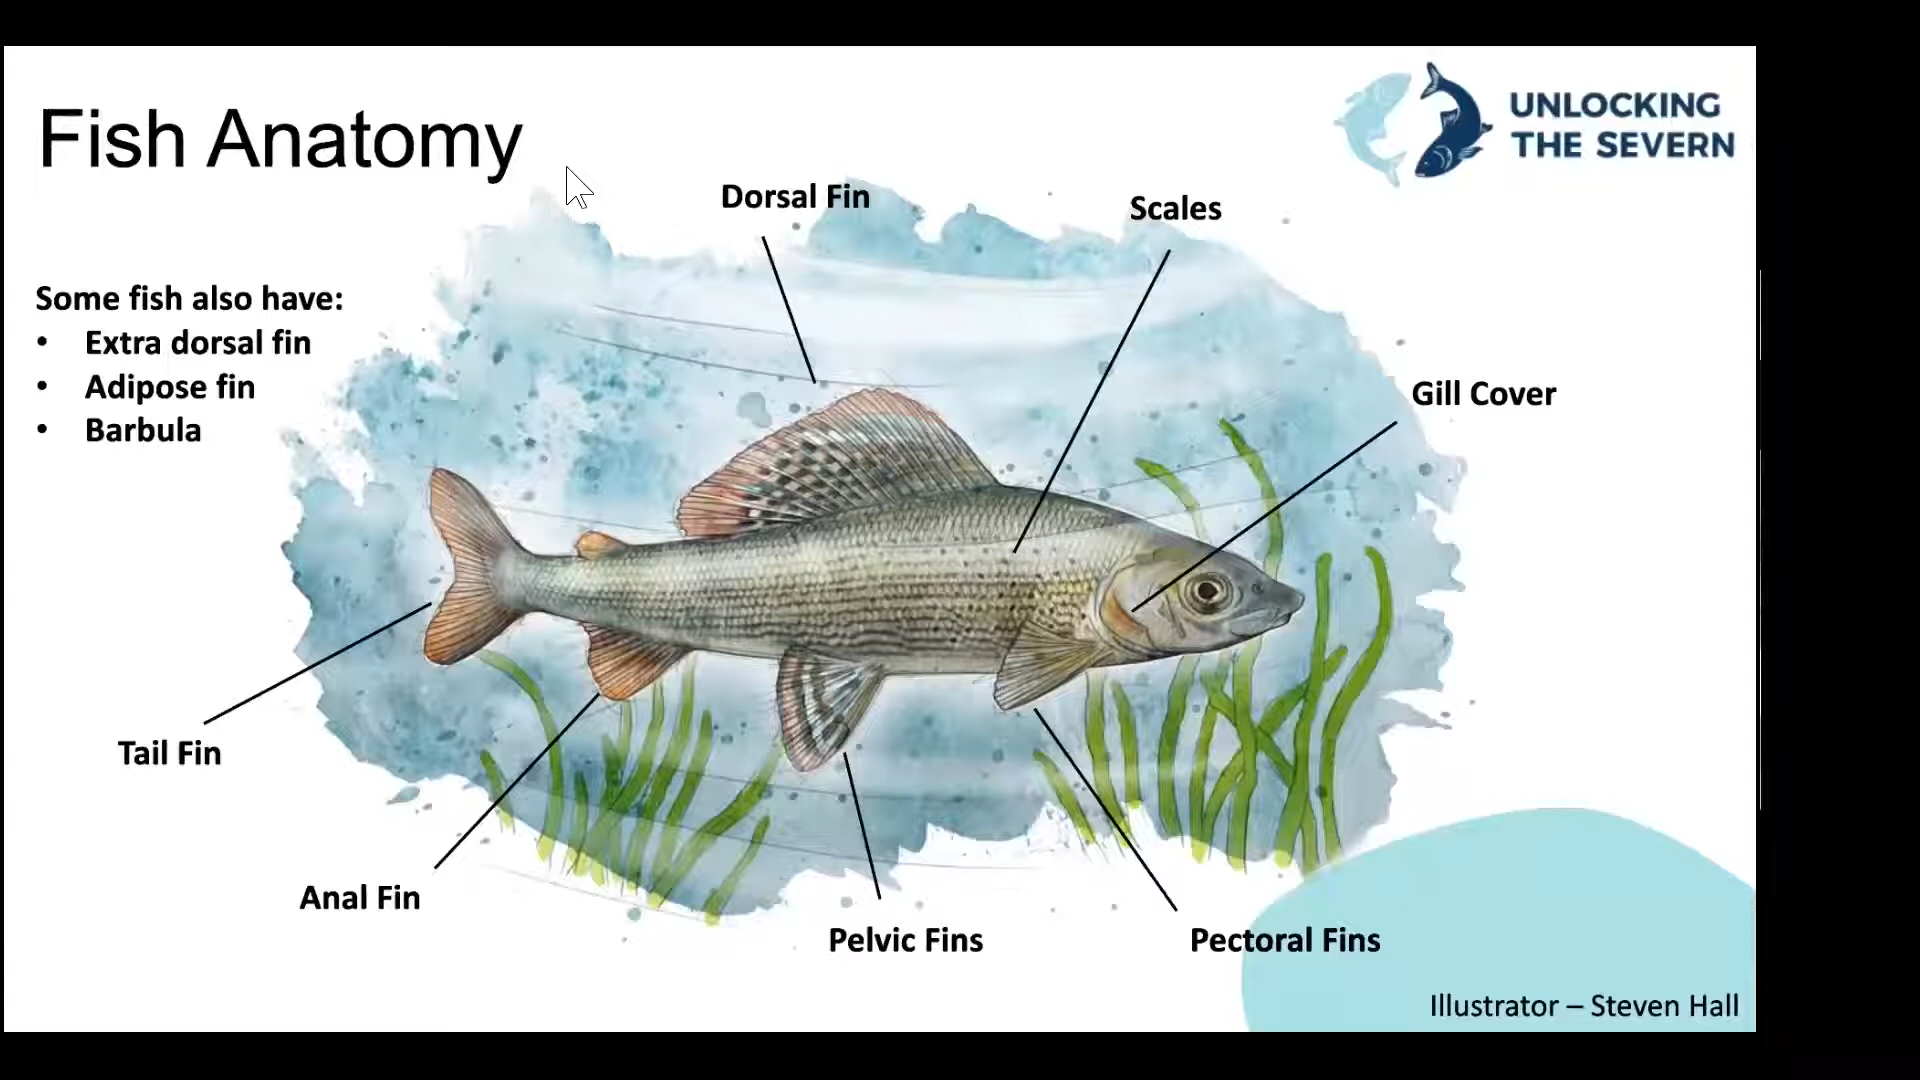 Fish Anatomy
UNLOCKING
THE SEVERN
Dorsal Fin
Scales
Some fish also have:
• Extra dorsal fin
• Adipose fin
• Barbula
Gill Cover
Tail Fin
Anal Fin
Pelvic Fins
Pectoral Fins
Illustrator – Steven Hall